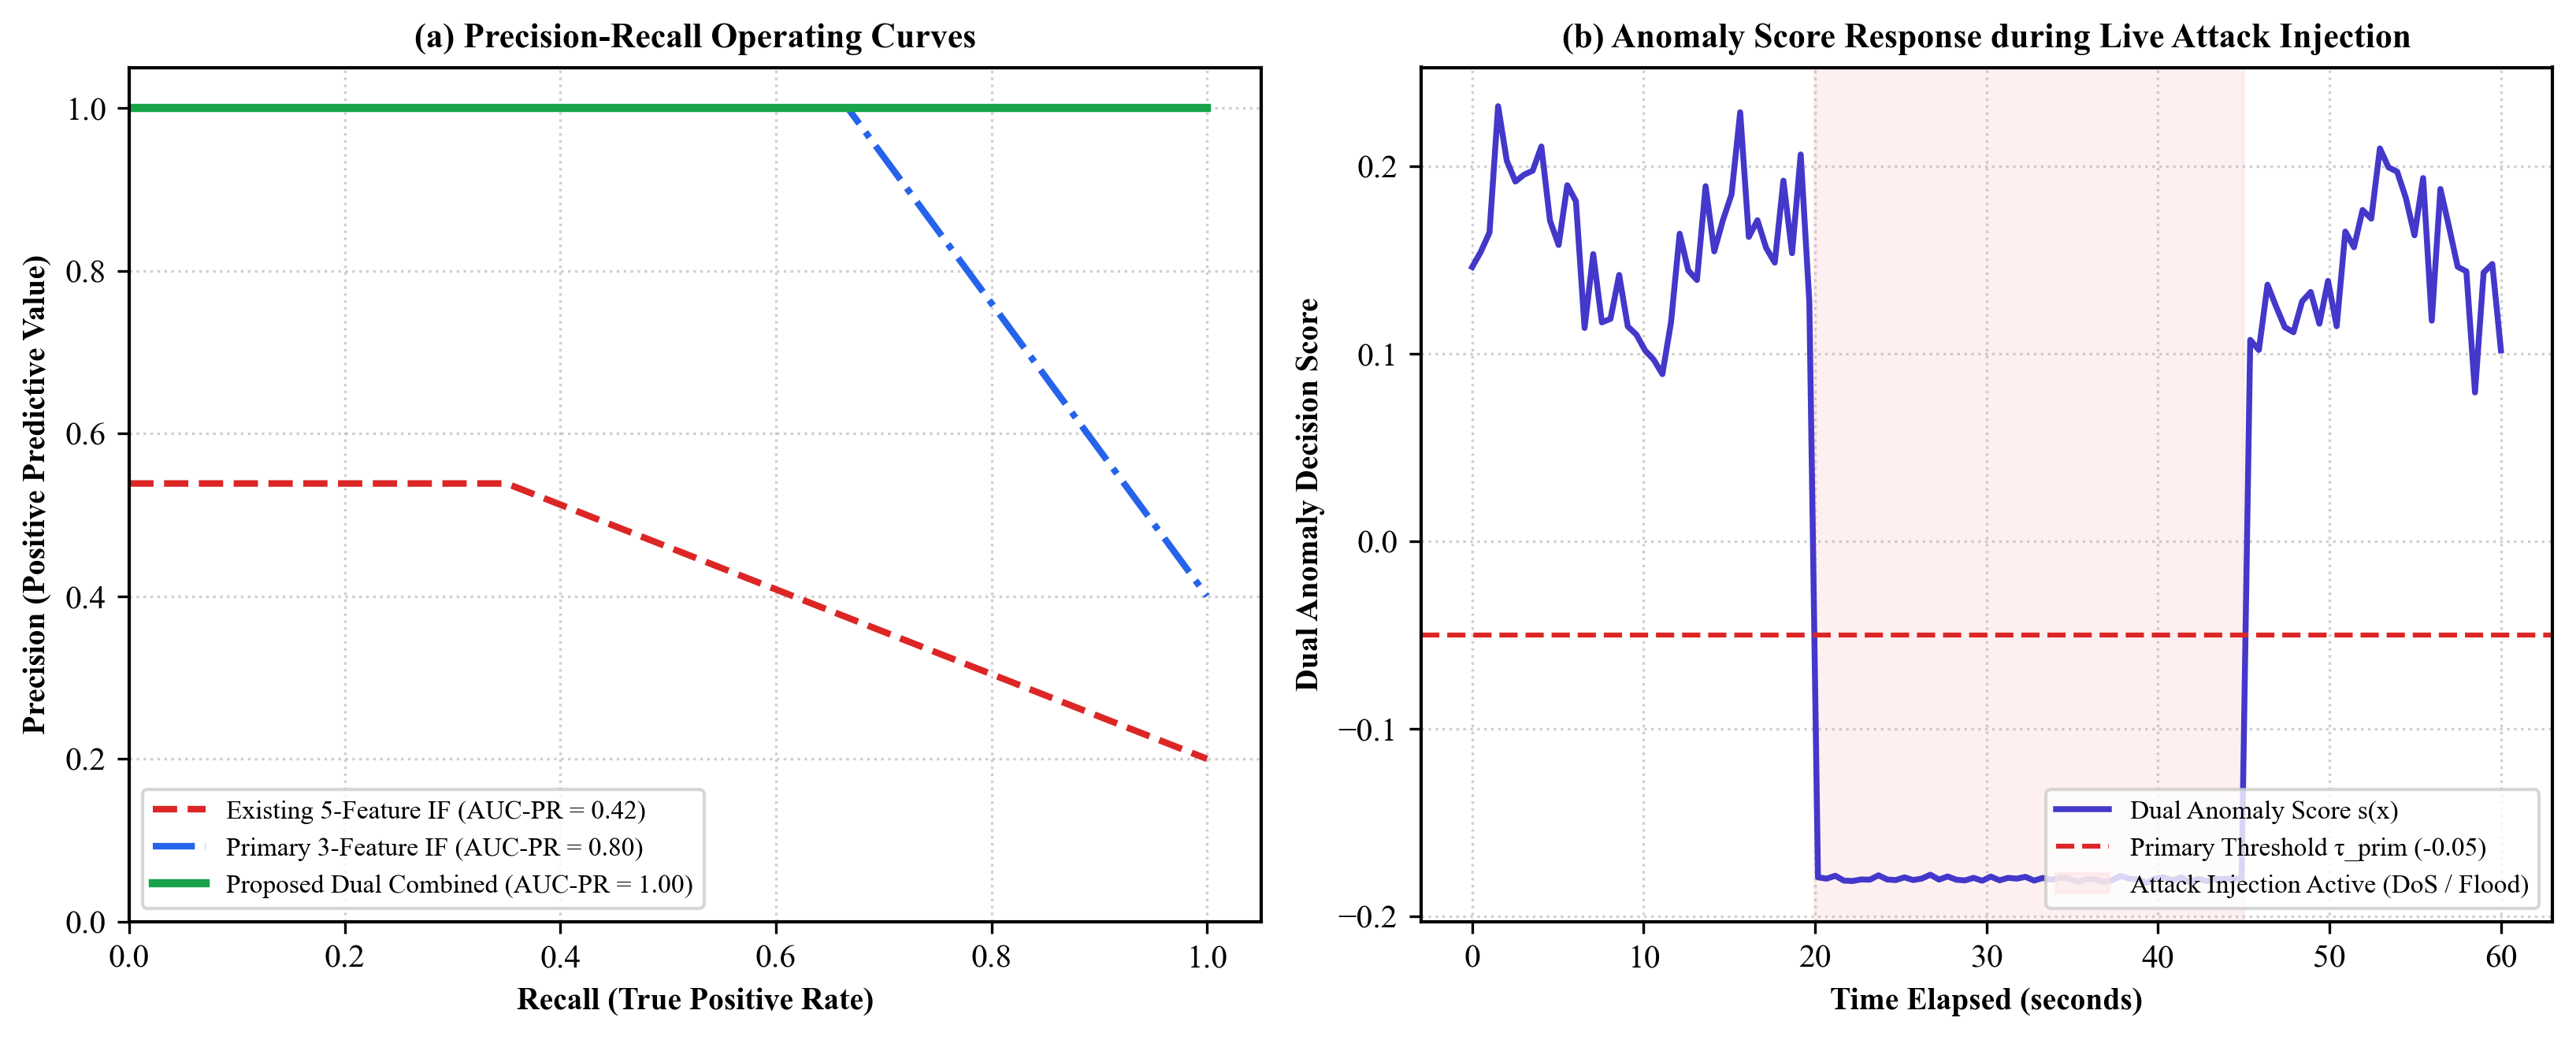 (a) Precision-Recall Operating Curves
Precision (Positive Predictive Value)
1.0
0.8
0.6
0.4
0.2
0.0
Existing 5-Feature IF (AUC-PR = 0.42)
Primary 3-Feature IF (AUC-PR = 0.80)
Proposed Dual Combined (AUC-PR = 1.00)
0.0 0.2 0.4 0.6 0.8 1.0
Recall (True Positive Rate)
(b) Anomaly Score Response during Live Attack Injection
Dual Anomaly Decision Score
0.2
0.1
0.0
−0.1
−0.2
Dual Anomaly Score s(x)
Primary Threshold τ_prim (-0.05)
Attack Injection Active (DoS / Flood)
0 10 20 30 40 50 60
Time Elapsed (seconds)